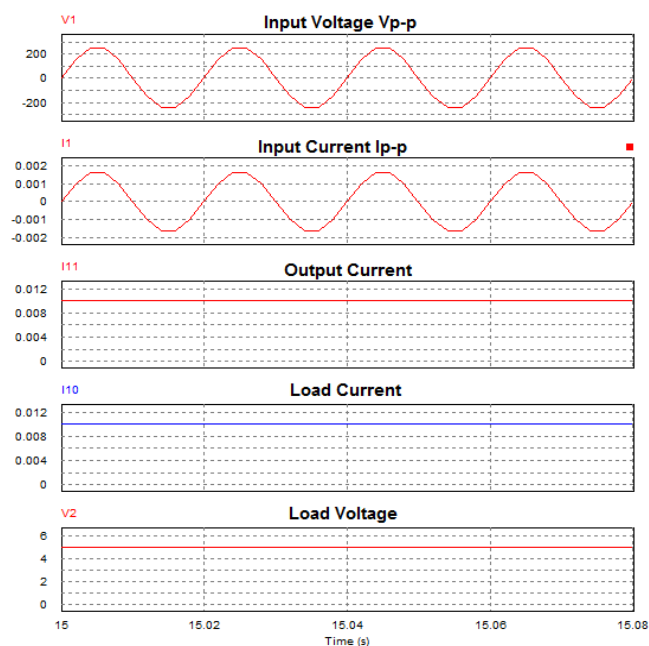 V1
Input Voltage Vp-p
200
0
-200
I1
Input Current Ip-p
0.002
0.001
0
-0.001
-0.002
I11
Output Current
0.012
0.008
0.004
0
I10
Load Current
0.012
0.008
0.004
0
V2
Load Voltage
6
4
2
0
15 15.02 15.04 15.06 15.08
Time (s)